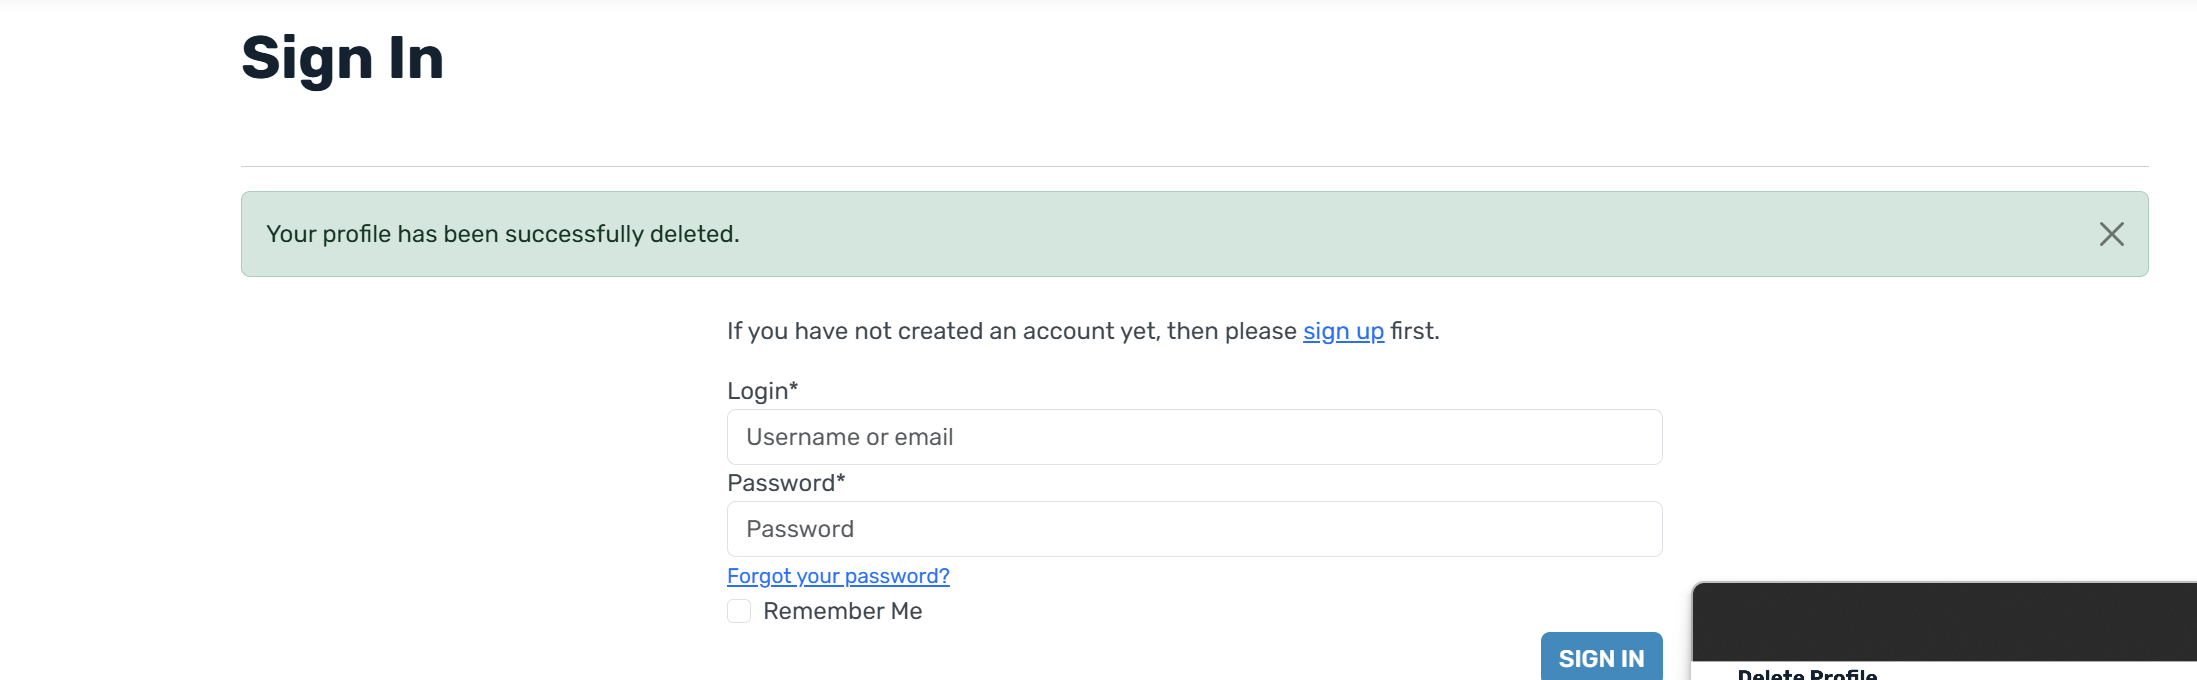 Sign In
Your profile has been successfully deleted.
If you have not created an account yet, then please sign up first.
Login*
Username or email
Password*
Password
Forgot your password?
Remember Me
SIGN IN
Delete Profile